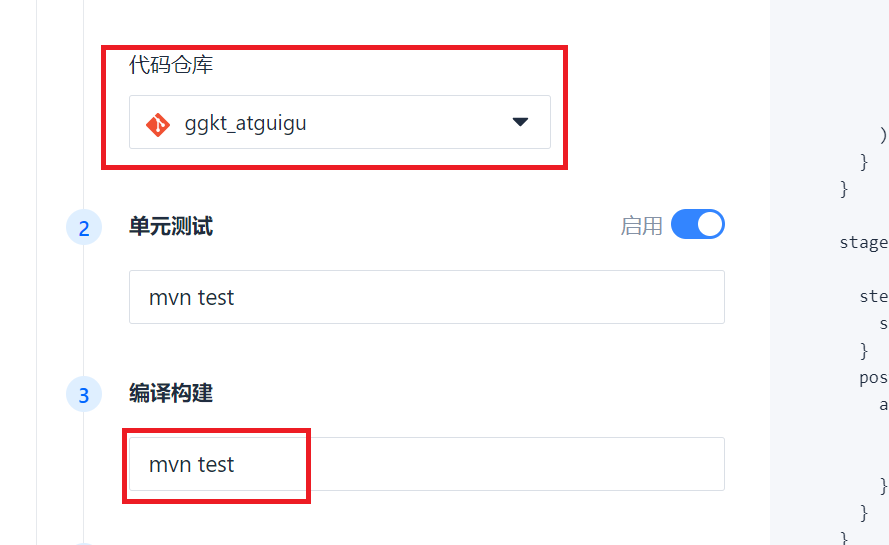 代码仓库
ggkt_atguigu
)
}
}
2
单元测试
启用
stage
mvn test
ste
s
}
3
编译构建
pos
a
mvn test
}
}
}